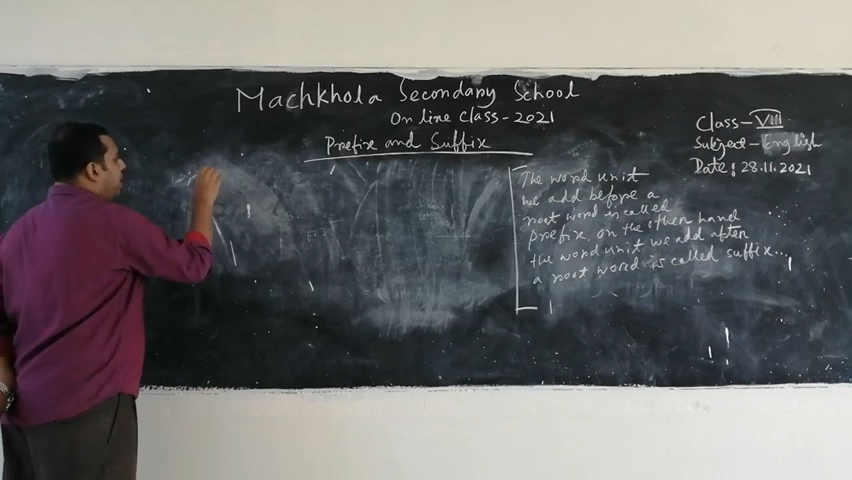 Machkhola Secondary School
On line class - 2021
Prefix and Suffix
Class - VIII
Subject - English
Date: 28.11.2021
The word unit
we add before a
root word is called
prefix. on the other hand
the word unit we add after
a root word is called suffix...